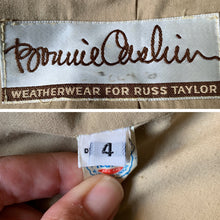 Bonnie Cashin
WEATHERWEAR FOR RUSS TAYLOR
4